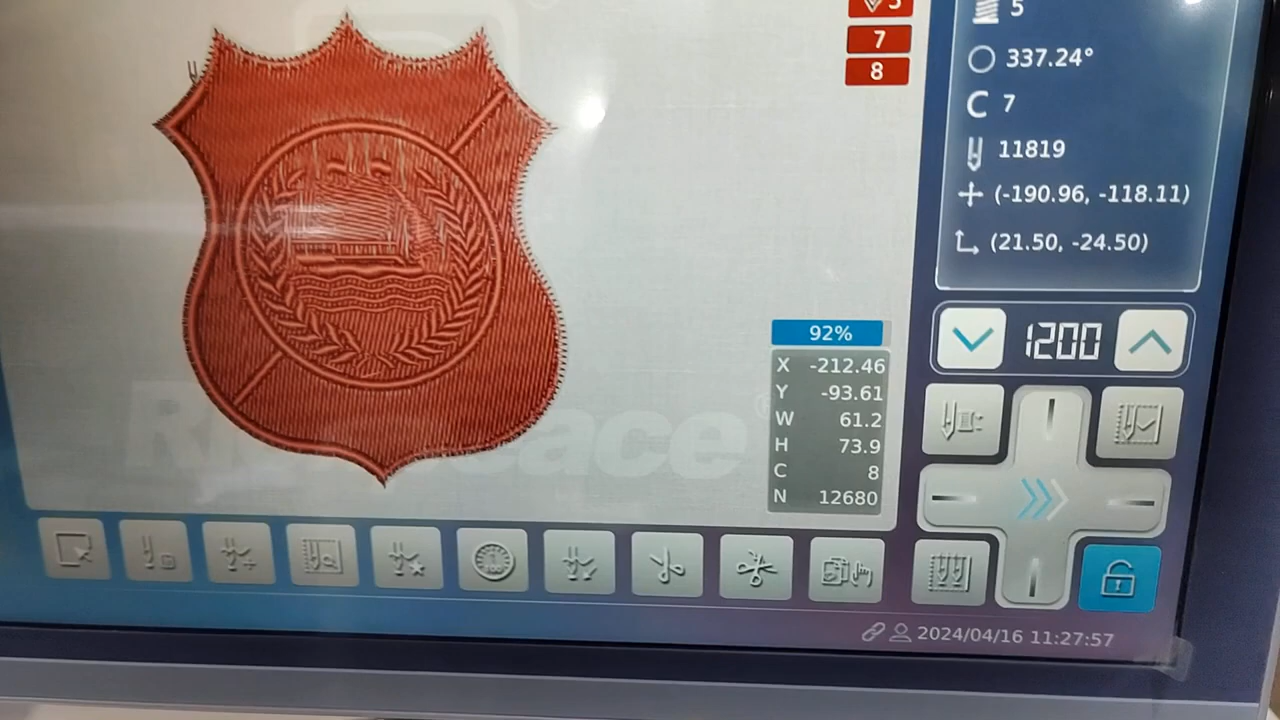 5
5
7
8
337.24°
C 7
11819
(-190.96, -118.11)
(21.50, -24.50)
92%
X -212.46
Y -93.61
W 61.2
H 73.9
C 8
N 12680
1200
2024/04/16 11:27:57